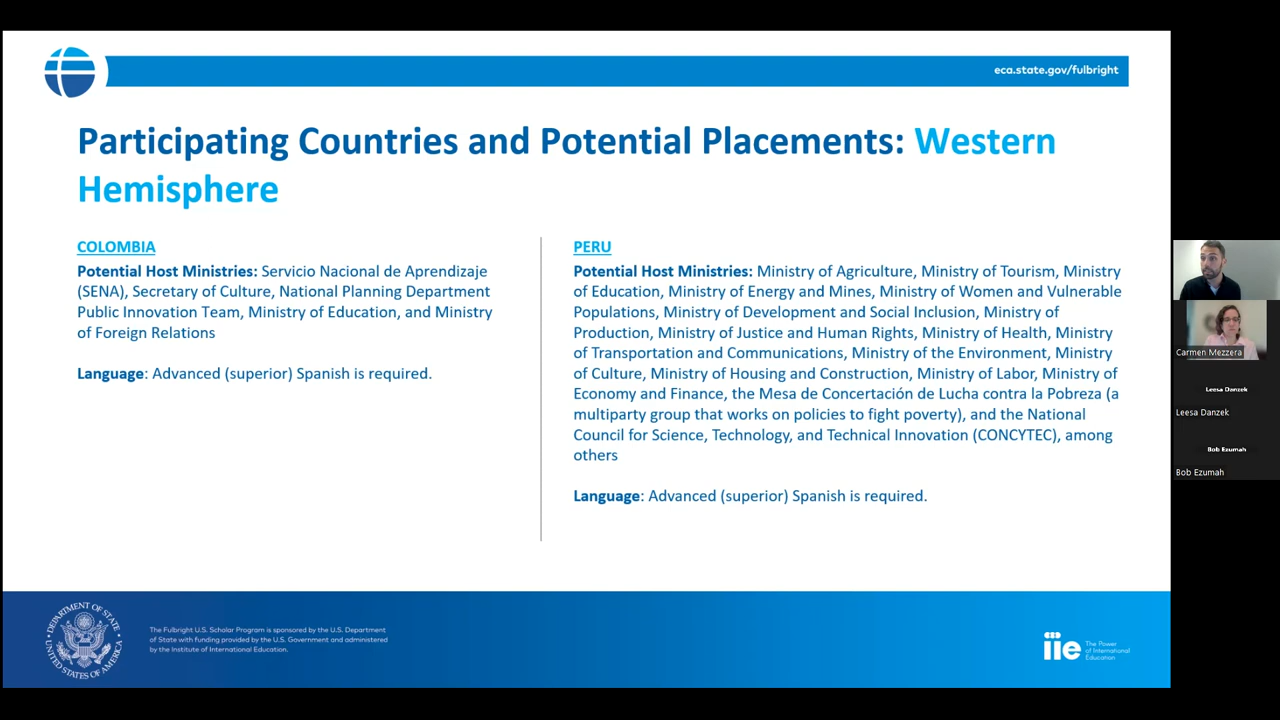 eca.state.gov/fulbright
Participating Countries and Potential Placements: Western
Hemisphere
COLOMBIA
Potential Host Ministries: Servicio Nacional de Aprendizaje
(SENA), Secretary of Culture, National Planning Department
Public Innovation Team, Ministry of Education, and Ministry
of Foreign Relations
Language: Advanced (superior) Spanish is required.
PERU
Potential Host Ministries: Ministry of Agriculture, Ministry of Tourism, Ministry
of Education, Ministry of Energy and Mines, Ministry of Women and Vulnerable
Populations, Ministry of Development and Social Inclusion, Ministry of
Production, Ministry of Justice and Human Rights, Ministry of Health, Ministry
of Transportation and Communications, Ministry of the Environment, Ministry
of Culture, Ministry of Housing and Construction, Ministry of Labor, Ministry of
Economy and Finance, the Mesa de Concertación de Lucha contra la Pobreza (a
multiparty group that works on policies to fight poverty), and the National
Council for Science, Technology, and Technical Innovation (CONCYTEC), among
others
Language: Advanced (superior) Spanish is required.
Carmen Mezzera
Leesa Danzek
Leesa Danzek
Bob Ezumah
Bob Ezumah
DEPARTMENT OF STATE
UNITED STATES OF AMERICA
The Fulbright U.S. Scholar Program is sponsored by the U.S. Department
of State with funding provided by the U.S. Government and administered
by the Institute of International Education.
iie
The Power
of International
Education